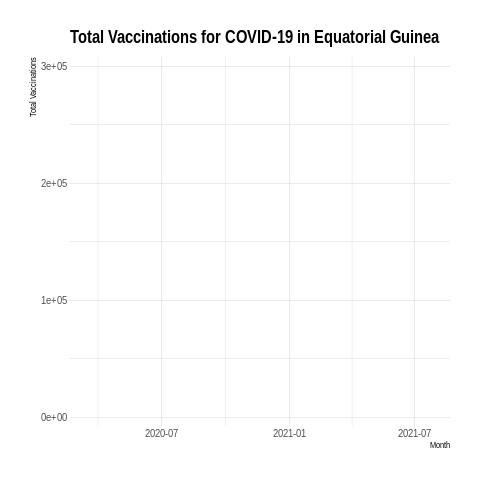 Total Vaccinations for COVID-19 in Equatorial Guinea
Total Vaccinations
3e+05
2e+05
1e+05
0e+00
2020-07 2021-01 2021-07
Month